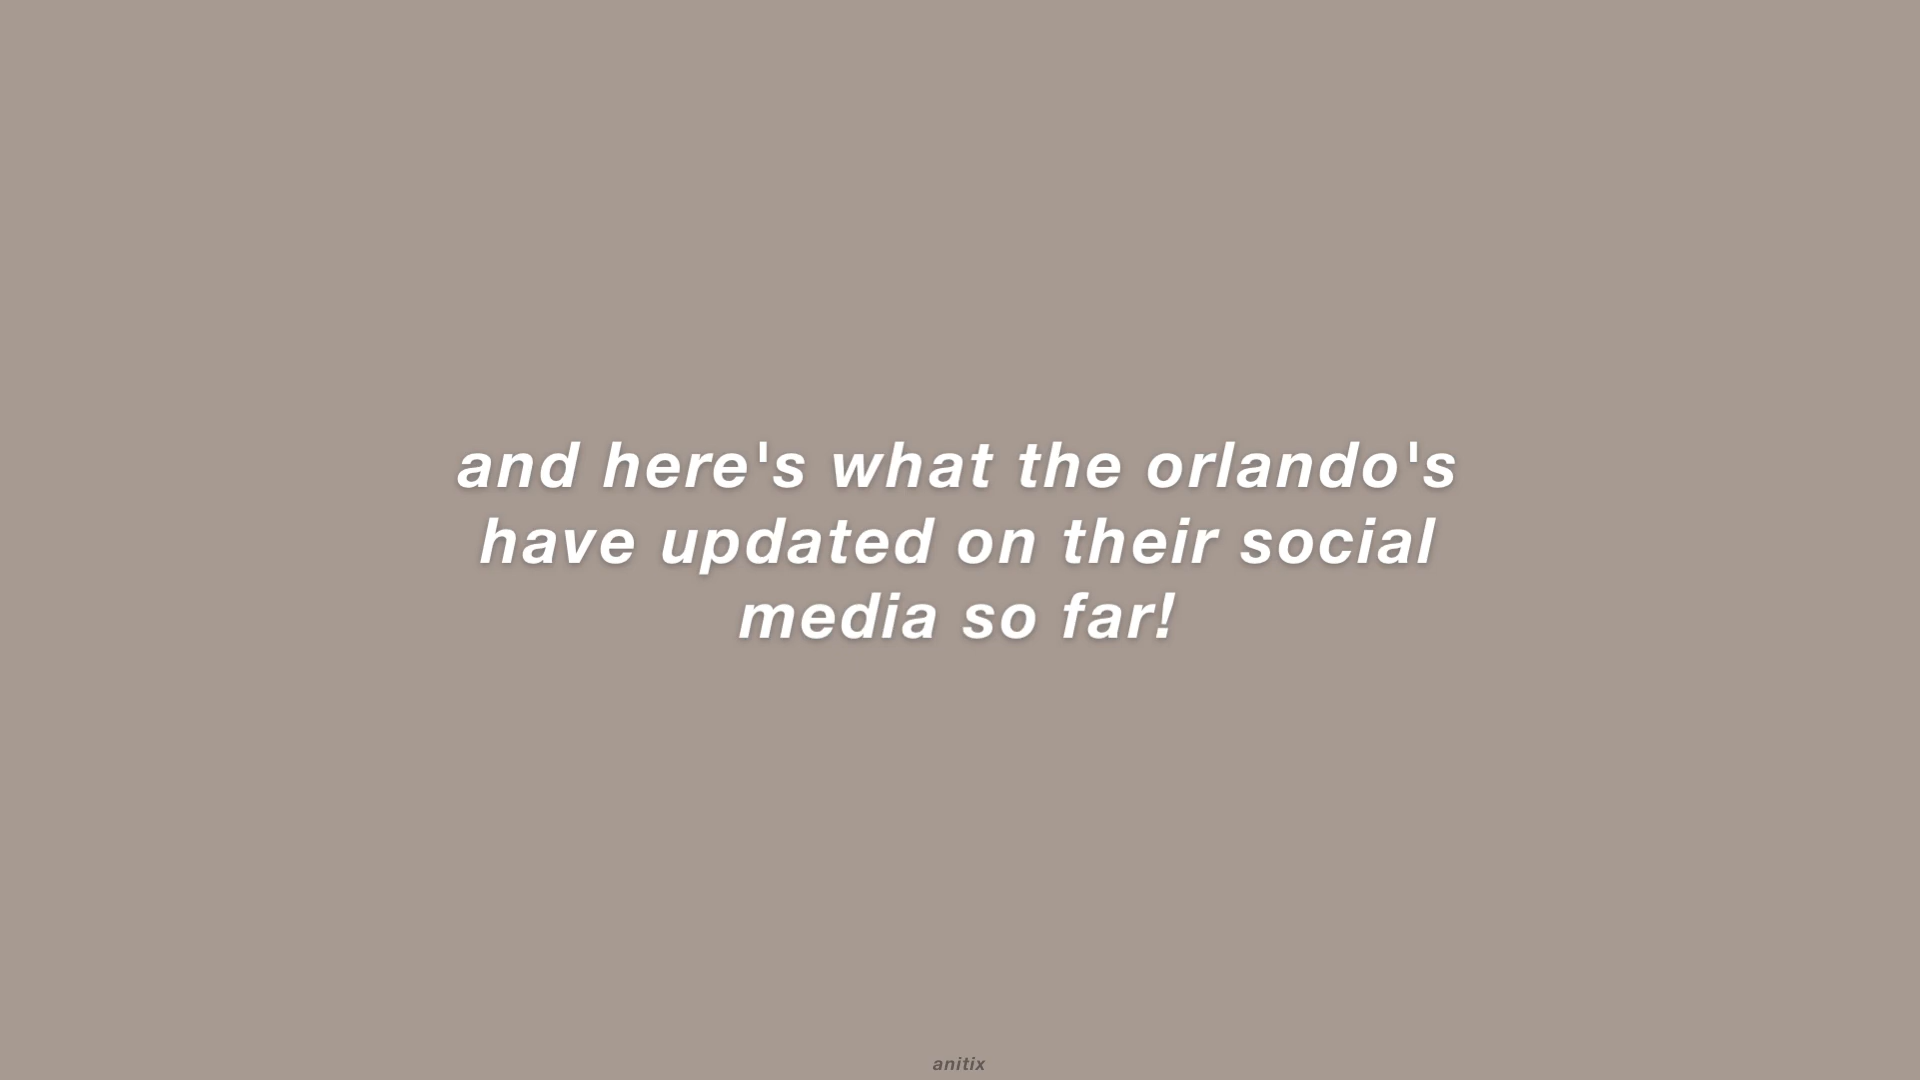 and here's what the orlando's
have updated on their social
media so far!
anitix